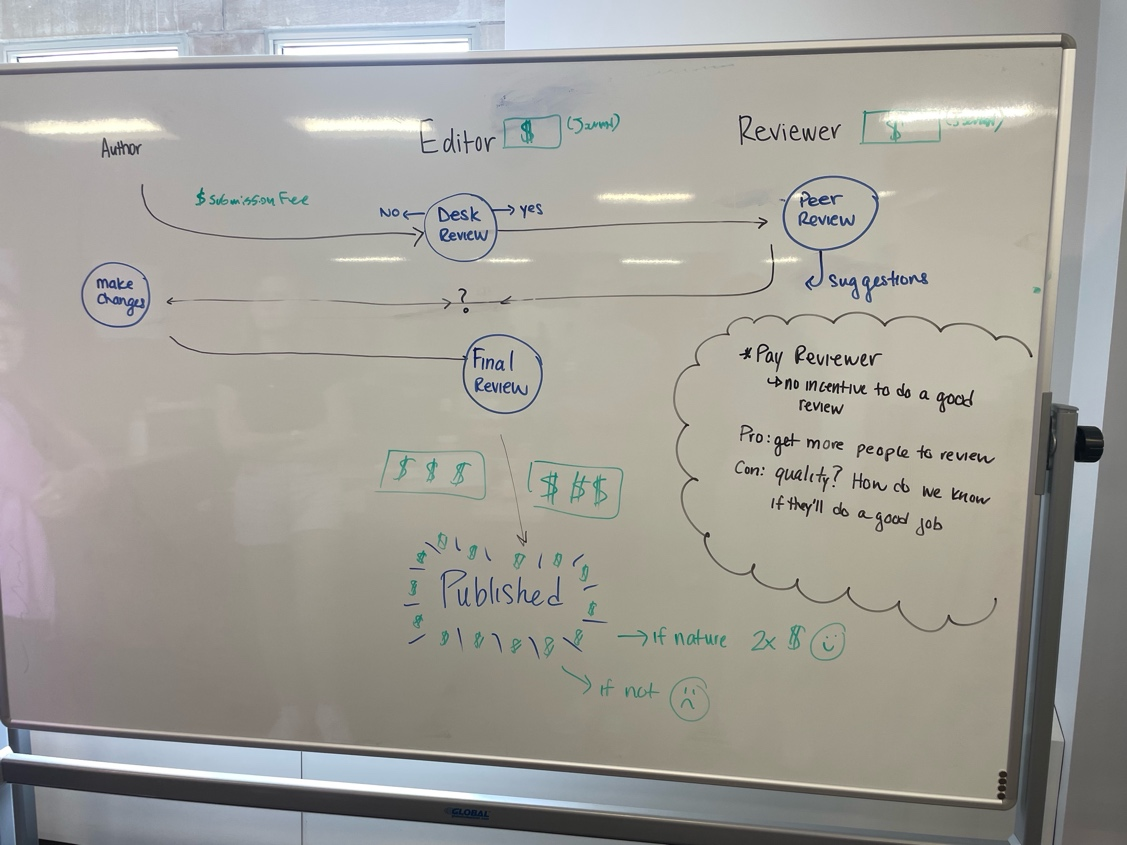 Author
Editor $ (Journal)
Reviewer $ (Journal)
$ Submission Fee
No
Desk
Review
yes
Peer
Review
suggestions
make
changes
?
Final
Review
* Pay Reviewer
no incentive to do a good
review
Pro: get more people to review
Con: quality? How do we know
if they'll do a good job
$ $ $
$ $ $
$ $ $ $ $
$ $
Published
$ $
$ $ $ $ $
if nature 2x $
if not
GLOBAL